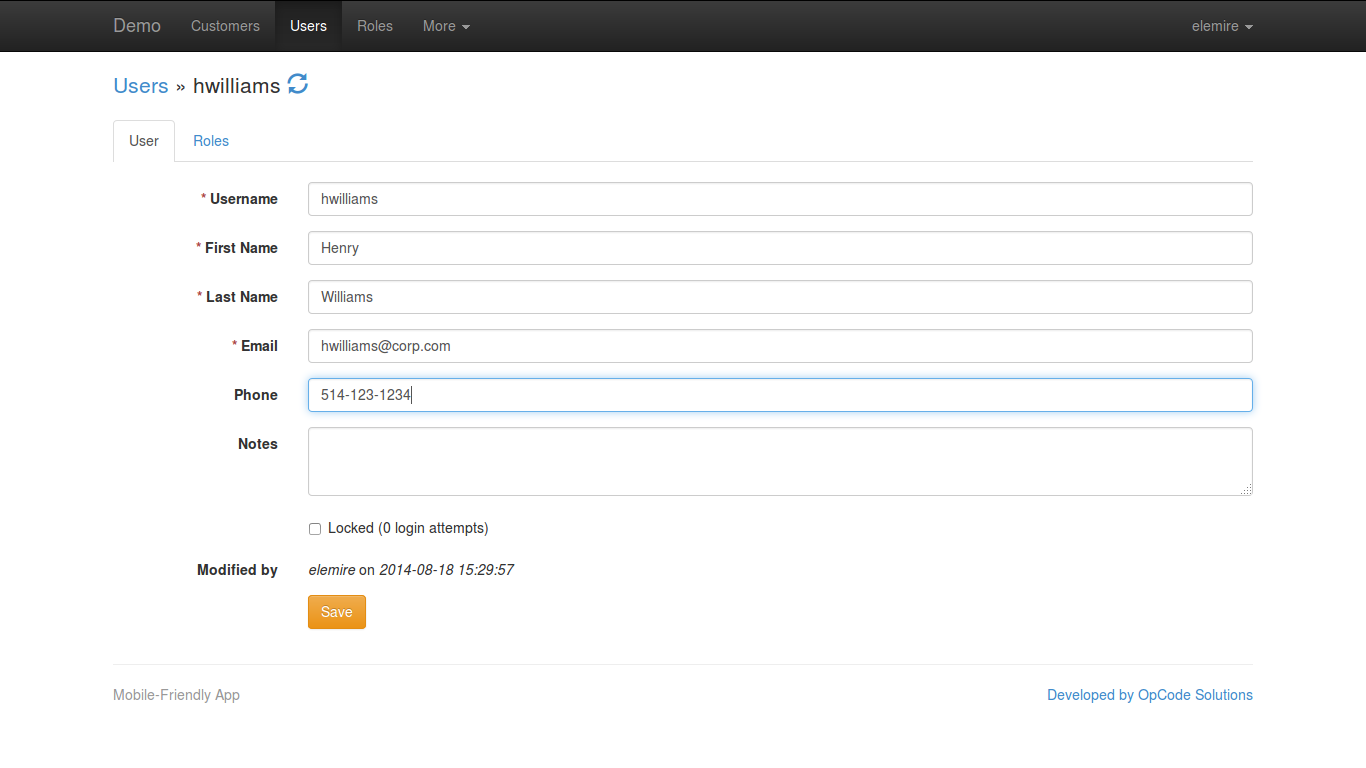 Demo Customers Users Roles More elemire
Users » hwilliams
User Roles
* Username hwilliams
* First Name Henry
* Last Name Williams
* Email hwilliams@corp.com
Phone 514-123-1234
Notes
Locked (0 login attempts)
Modified by elemire on 2014-08-18 15:29:57
Save
Mobile-Friendly App Developed by OpCode Solutions